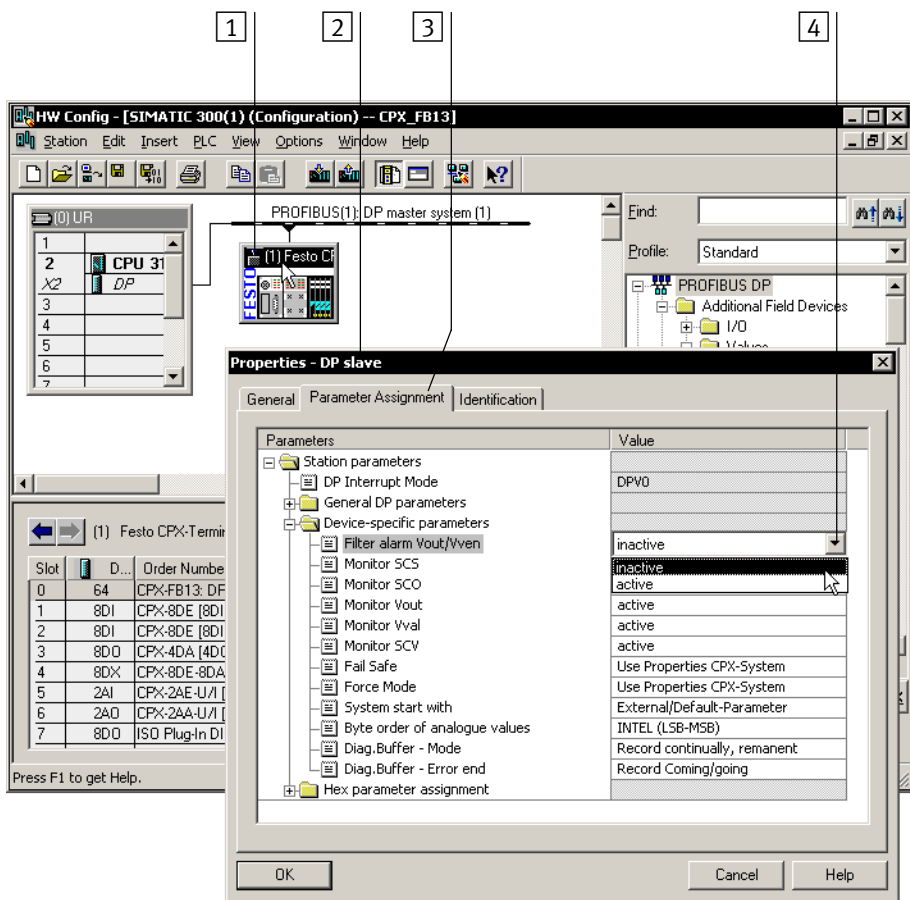 1 2 3 4
HW Config - [SIMATIC 300(1) (Configuration) -- CPX_FB13]
Station Edit Insert PLC View Options Window Help
(0) UR
1
2 CPU 31
X2 DP
3
4
5
6
7
PROFIBUS(1): DP master system (1)
(1) Festo CP
FESTO
Find:
Profile: Standard
PROFIBUS DP
Additional Field Devices
I/O
Valves
Properties - DP slave
General Parameter Assignment Identification
Parameters Value
Station parameters
DP Interrupt Mode DPV0
General DP parameters
Device-specific parameters
Filter alarm Vout/Vven inactive
inactive
Monitor SCS
active
Monitor SCO
Monitor Vout active
Monitor Vval active
Monitor SCV active
Fail Safe Use Properties CPX-System
Force Mode Use Properties CPX-System
System start with External/Default-Parameter
Byte order of analogue values INTEL (LSB-MSB)
Diag.Buffer - Mode Record continually, remanent
Diag.Buffer - Error end Record Coming/going
Hex parameter assignment
OK Cancel Help
(1) Festo CPX-Termin
Slot D... Order Numbe
0 64 CPX-FB13: DP
1 8DI CPX-8DE [8DI
2 8DI CPX-8DE [8DI
3 8DO CPX-4DA [4DO
4 8DX CPX-8DE-8DA
5 2AI CPX-2AE-U/I [
6 2AO CPX-2AA-U/I [
7 8DO ISO Plug-In DI
Press F1 to get Help.